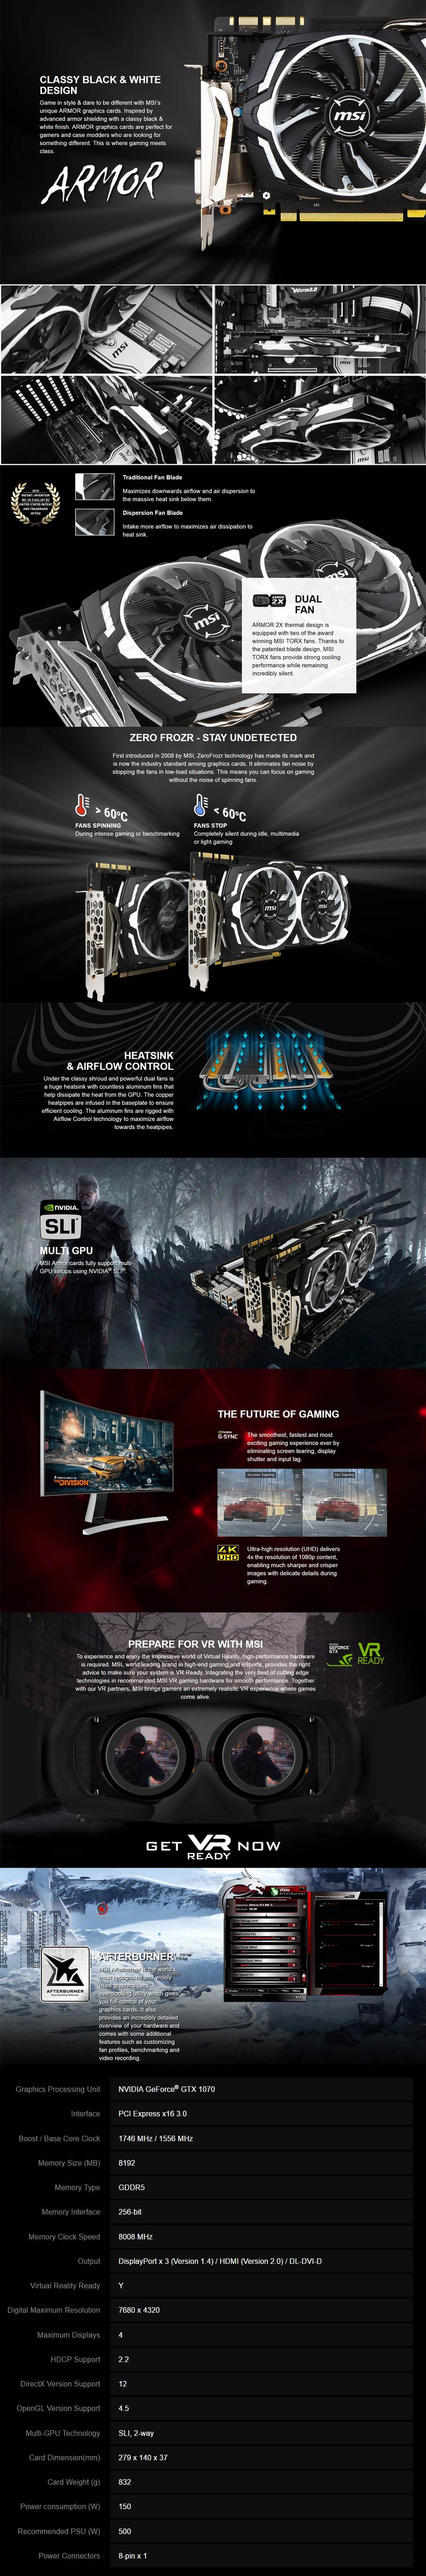 CLASSY BLACK & WHITE
DESIGN
Game in style & dare to be different with MSI's
unique ARMOR graphics cards. Inspired by
advanced armor shielding with a classy black &
white finish. ARMOR graphics cards are perfect for
gamers and case modders who are looking for
something different. This is where gaming meets
class.
ARMOR
msi
msi
Traditional Fan Blade
Maximizes downwards airflow and air dispersion to
the massive heat sink below them.
Dispersion Fan Blade
Intake more airflow to maximizes air dissipation to
heat sink.
msi
msi
2X
DUAL
FAN
ARMOR 2X thermal design is
equipped with two of the award
winning MSI TORX fans. Thanks to
the patented blade design, MSI
TORX fans provide strong cooling
performance while remaining
incredibly silent.
ZERO FROZR - STAY UNDETECTED
First introduced in 2008 by MSI, ZeroFrozr technology has made its mark and
is now the industry standard among graphics cards. It eliminates fan noise by
stopping the fans in low-load situations. This means you can focus on gaming
without the noise of spinning fans.
> 60°C
FANS SPINNING
During intense gaming or benchmarking
< 60°C
FANS STOP
Completely silent during idle, multimedia
or light gaming
msi
msi
HEATSINK
& AIRFLOW CONTROL
Under the classy shroud and powerful dual fans is
a huge heatsink with countless aluminum fins that
help dissipate the heat from the GPU. The copper
heatpipes are infused in the baseplate to ensure
efficient cooling. The aluminum fins are rigged with
Airflow Control technology to maximize airflow
towards the heatpipes.
NVIDIA.
SLI
MULTI GPU
MSI Armor cards fully support multi-
GPU setups using NVIDIA® SLI
THE FUTURE OF GAMING
G-SYNC
The smoothest, fastest and most
exciting gaming experience ever by
eliminating screen tearing, display
shutter and input lag.
THE DIVISION
Screen Tearing
No Tearing
4K
UHD
Ultra-high resolution (UHD) delivers
4x the resolution of 1080p content,
enabling much sharper and crisper
images with delicate details during
gaming.
PREPARE FOR VR WITH MSI
To experience and enjoy the impressive world of Virtual Reality, high-performance hardware
is required. MSI, world leading brand in high-end gaming and eSports, provides the right
advice to make sure your system is VR Ready. Integrating the very best of cutting edge
technologies in recommended MSI VR gaming hardware for smooth performance. Together
with our VR partners, MSI brings gamers an extremely realistic VR experience where games
come alive.
GEFORCE
GTX
VR
READY
GET VR NOW
READY
AFTERBURNER
AFTERBURNER
MSI Afterburner is the world's
most recognized and widely
used graphics card
overclocking utility which gives
you full control of your
graphics cards. It also
provides an incredibly detailed
overview of your hardware and
comes with some additional
features such as customizing
fan profiles, benchmarking and
video recording.
Graphics Processing Unit NVIDIA GeForce® GTX 1070
Interface PCI Express x16 3.0
Boost / Base Core Clock 1746 MHz / 1556 MHz
Memory Size (MB) 8192
Memory Type GDDR5
Memory Interface 256-bit
Memory Clock Speed 8008 MHz
Output DisplayPort x 3 (Version 1.4) / HDMI (Version 2.0) / DL-DVI-D
Virtual Reality Ready Y
Digital Maximum Resolution 7680 x 4320
Maximum Displays 4
HDCP Support 2.2
DirectX Version Support 12
OpenGL Version Support 4.5
Multi-GPU Technology SLI, 2-way
Card Dimension(mm) 279 x 140 x 37
Card Weight (g) 832
Power consumption (W) 150
Recommended PSU (W) 500
Power Connectors 8-pin x 1